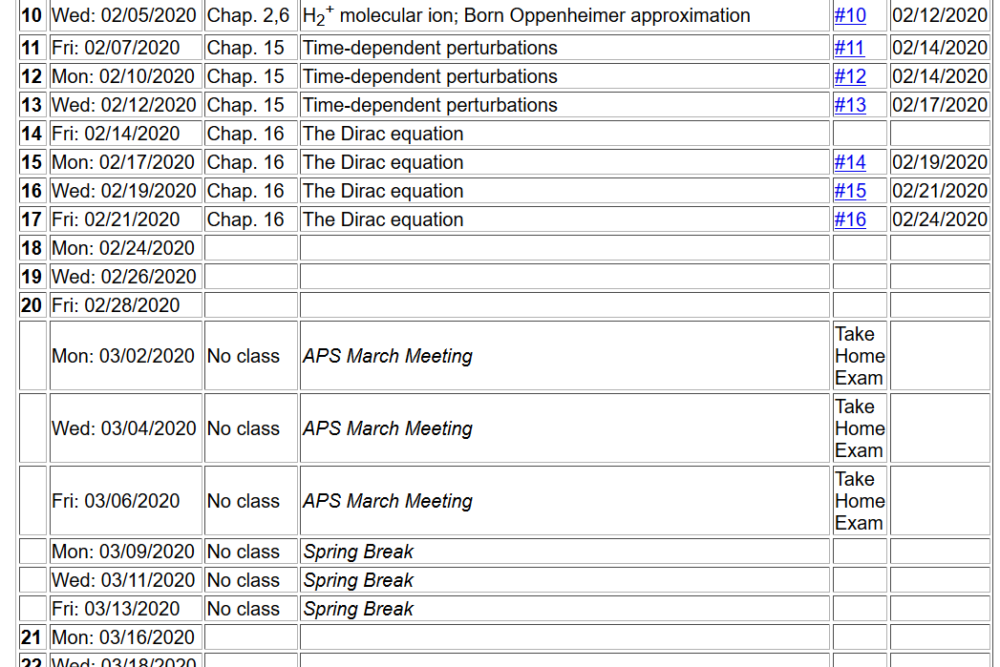 10 Wed: 02/05/2020 Chap. 2,6 H2+ molecular ion; Born Oppenheimer approximation #10 02/12/2020
11 Fri: 02/07/2020 Chap. 15 Time-dependent perturbations #11 02/14/2020
12 Mon: 02/10/2020 Chap. 15 Time-dependent perturbations #12 02/14/2020
13 Wed: 02/12/2020 Chap. 15 Time-dependent perturbations #13 02/17/2020
14 Fri: 02/14/2020 Chap. 16 The Dirac equation
15 Mon: 02/17/2020 Chap. 16 The Dirac equation #14 02/19/2020
16 Wed: 02/19/2020 Chap. 16 The Dirac equation #15 02/21/2020
17 Fri: 02/21/2020 Chap. 16 The Dirac equation #16 02/24/2020
18 Mon: 02/24/2020
19 Wed: 02/26/2020
20 Fri: 02/28/2020
Mon: 03/02/2020 No class APS March Meeting Take
Home
Exam
Wed: 03/04/2020 No class APS March Meeting Take
Home
Exam
Fri: 03/06/2020 No class APS March Meeting Take
Home
Exam
Mon: 03/09/2020 No class Spring Break
Wed: 03/11/2020 No class Spring Break
Fri: 03/13/2020 No class Spring Break
21 Mon: 03/16/2020
22 Wed: 03/18/2020